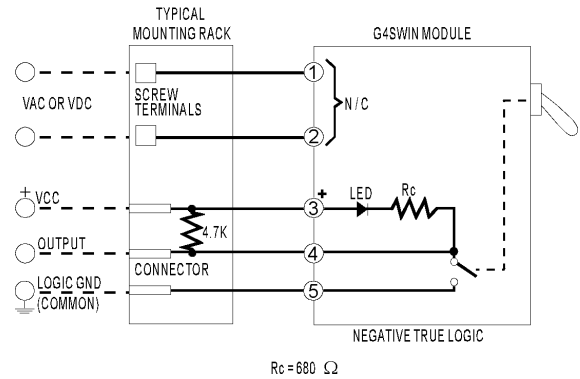 TYPICAL
MOUNTING RACK
G4SWIN MODULE
1
VAC OR VDC
SCREW
TERMINALS
N / C
2
+
VCC
+
LED
Rc
3
4.7K
OUTPUT
4
CONNECTOR
LOGIC GND
(COMMON)
5
NEGATIVE TRUE LOGIC
Rc = 680 Ω